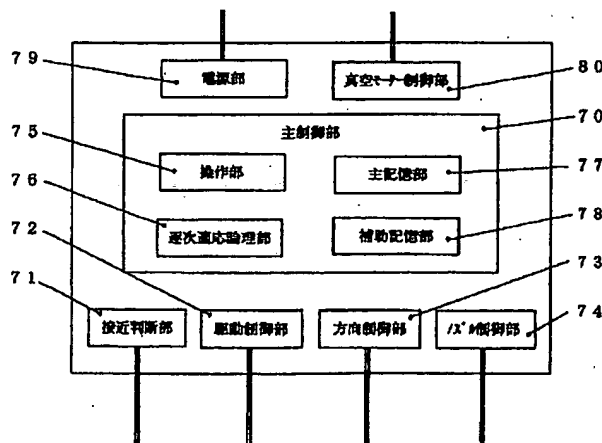 79
電源部
真空モーター制御部
80
70
主制御部
75
操作部
主記憶部
77
76
逐次適応論理部
補助記憶部
78
72
73
71
接近判断部
駆動制御部
方向制御部
ノズル制御部
74